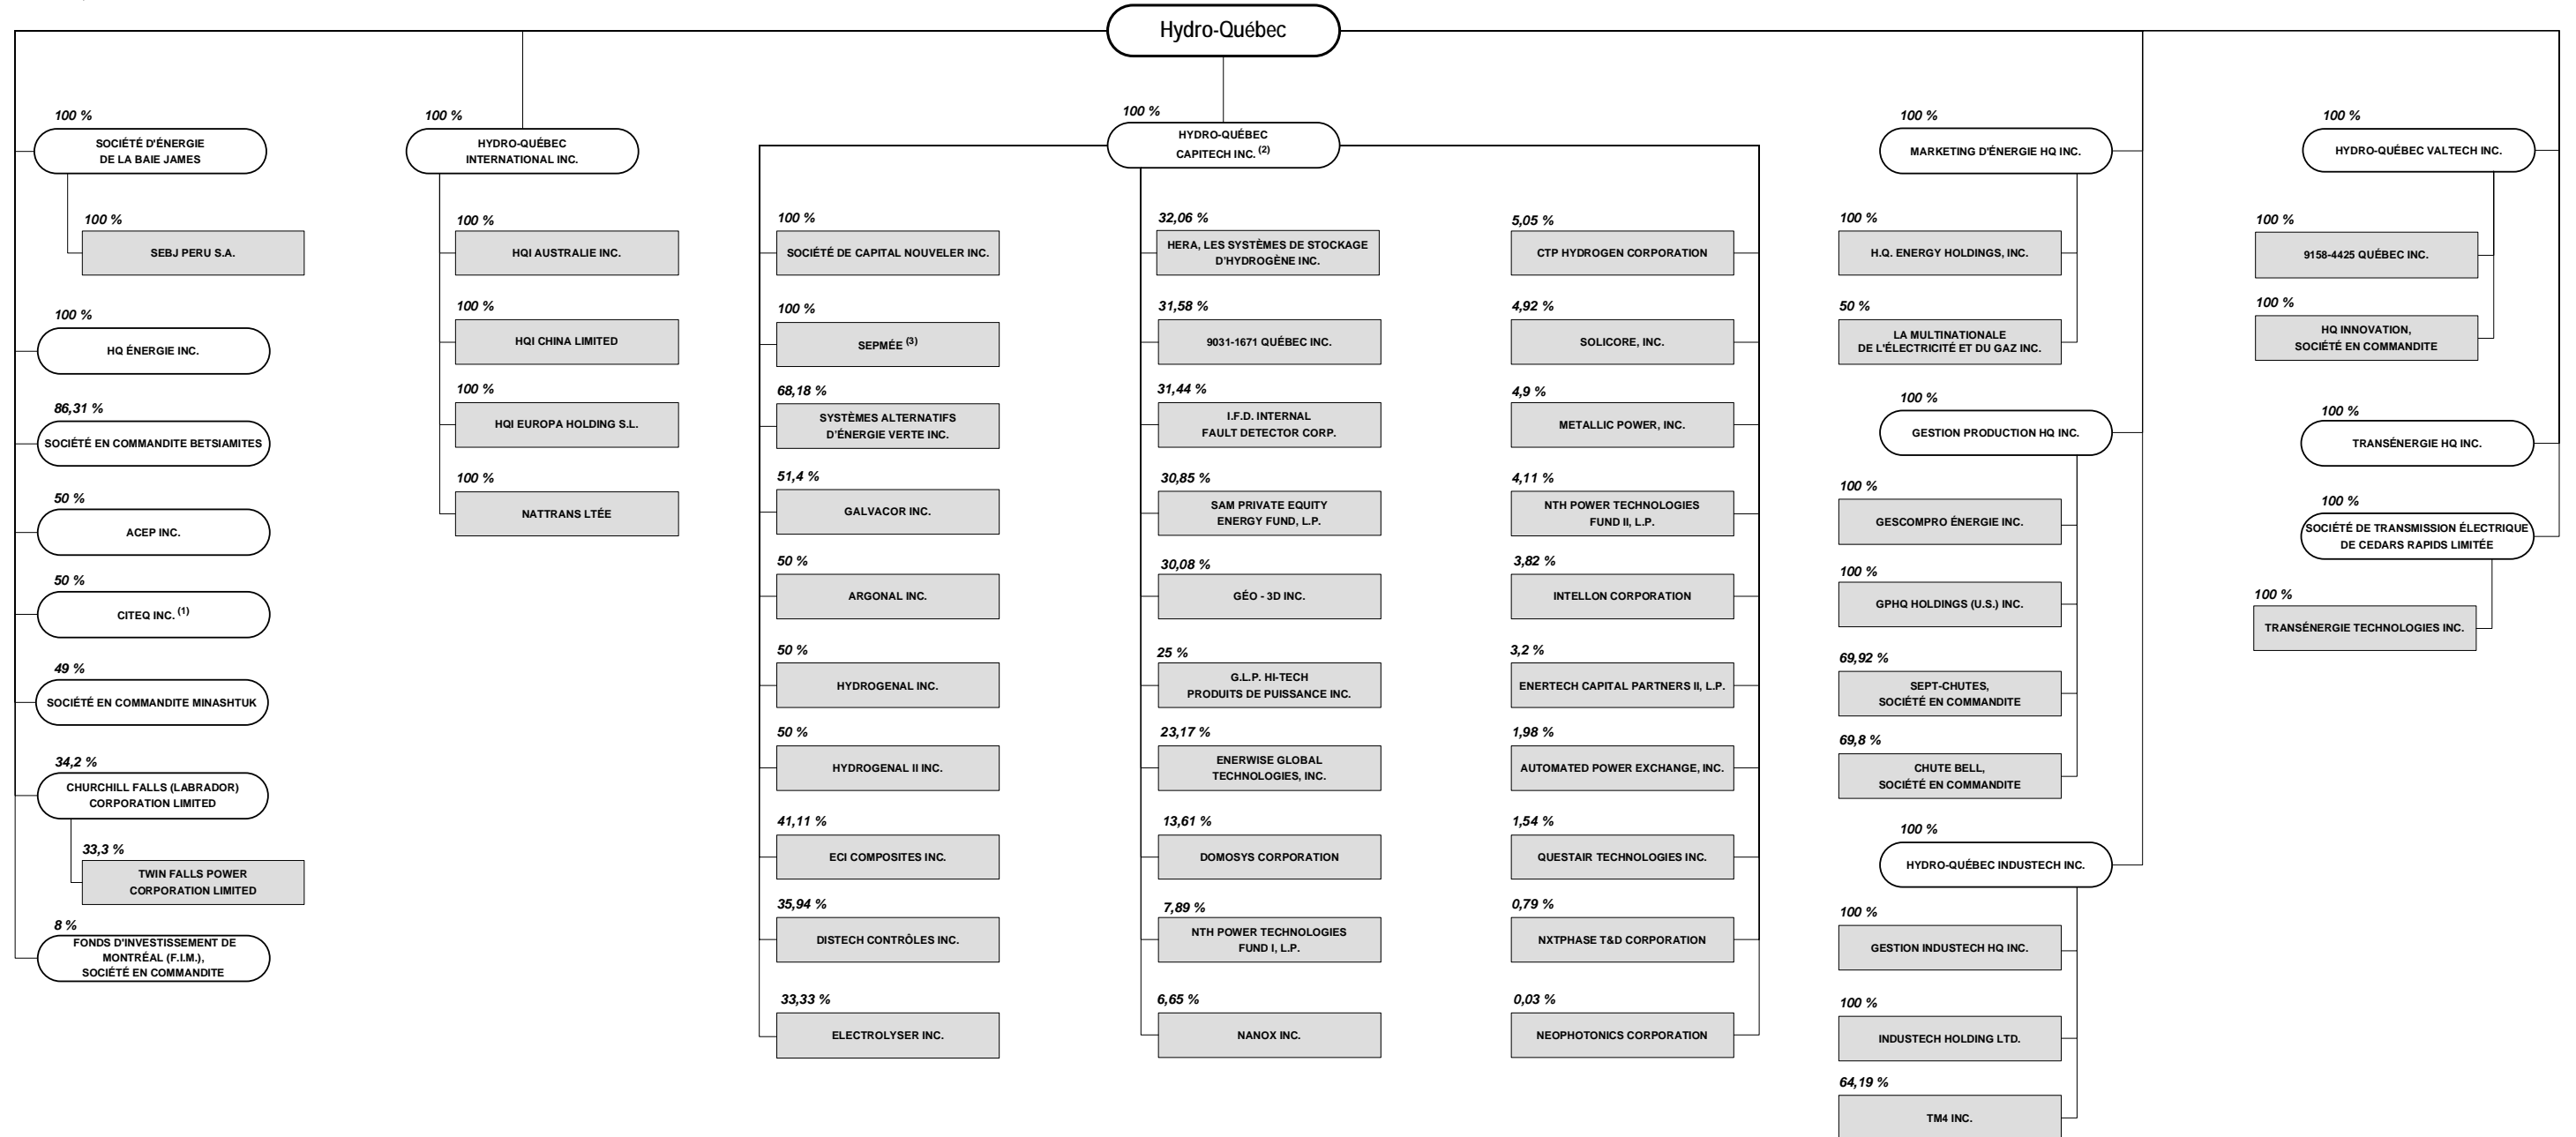 Hydro-Québec
100 %
SOCIÉTÉ D'ÉNERGIE
DE LA BAIE JAMES
100 %
SEBJ PERU S.A.
100 %
HQ ÉNERGIE INC.
86,31 %
SOCIÉTÉ EN COMMANDITE BETSIAMITES
50 %
ACEP INC.
50 %
CITEQ INC. (1)
49 %
SOCIÉTÉ EN COMMANDITE MINASHTUK
34,2 %
CHURCHILL FALLS (LABRADOR)
CORPORATION LIMITED
33,3 %
TWIN FALLS POWER
CORPORATION LIMITED
8 %
FONDS D'INVESTISSEMENT DE
MONTRÉAL (F.I.M.),
SOCIÉTÉ EN COMMANDITE
100 %
HYDRO-QUÉBEC
INTERNATIONAL INC.
100 %
HQI AUSTRALIE INC.
100 %
HQI CHINA LIMITED
100 %
HQI EUROPA HOLDING S.L.
100 %
NATTRANS LTÉE
100 %
HYDRO-QUÉBEC
CAPITECH INC. (2)
100 %
SOCIÉTÉ DE CAPITAL NOUVELER INC.
100 %
SEPMÉE (3)
68,18 %
SYSTÈMES ALTERNATIFS
D'ÉNERGIE VERTE INC.
51,4 %
GALVACOR INC.
50 %
ARGONAL INC.
50 %
HYDROGENAL INC.
50 %
HYDROGENAL II INC.
41,11 %
ECI COMPOSITES INC.
35,94 %
DISTECH CONTRÔLES INC.
33,33 %
ELECTROLYSER INC.
32,06 %
HERA, LES SYSTÈMES DE STOCKAGE
D'HYDROGÈNE INC.
31,58 %
9031-1671 QUÉBEC INC.
31,44 %
I.F.D. INTERNAL
FAULT DETECTOR CORP.
30,85 %
SAM PRIVATE EQUITY
ENERGY FUND, L.P.
30,08 %
GÉO - 3D INC.
25 %
G.L.P. HI-TECH
PRODUITS DE PUISSANCE INC.
23,17 %
ENERWISE GLOBAL
TECHNOLOGIES, INC.
13,61 %
DOMOSYS CORPORATION
7,89 %
NTH POWER TECHNOLOGIES
FUND I, L.P.
6,65 %
NANOX INC.
5,05 %
CTP HYDROGEN CORPORATION
4,92 %
SOLICORE, INC.
4,9 %
METALLIC POWER, INC.
4,11 %
NTH POWER TECHNOLOGIES
FUND II, L.P.
3,82 %
INTELLON CORPORATION
3,2 %
ENERTECH CAPITAL PARTNERS II, L.P.
1,98 %
AUTOMATED POWER EXCHANGE, INC.
1,54 %
QUESTAIR TECHNOLOGIES INC.
0,79 %
NXTPHASE T&D CORPORATION
0,03 %
NEOPHOTONICS CORPORATION
100 %
MARKETING D'ÉNERGIE HQ INC.
100 %
H.Q. ENERGY HOLDINGS, INC.
50 %
LA MULTINATIONALE
DE L'ÉLECTRICITÉ ET DU GAZ INC.
100 %
GESTION PRODUCTION HQ INC.
100 %
GESCOMPRO ÉNERGIE INC.
100 %
GPHQ HOLDINGS (U.S.) INC.
69,92 %
SEPT-CHUTES,
SOCIÉTÉ EN COMMANDITE
69,8 %
CHUTE BELL,
SOCIÉTÉ EN COMMANDITE
100 %
HYDRO-QUÉBEC INDUSTECH INC.
100 %
GESTION INDUSTECH HQ INC.
100 %
INDUSTECH HOLDING LTD.
64,19 %
TM4 INC.
100 %
HYDRO-QUÉBEC VALTECH INC.
100 %
9158-4425 QUÉBEC INC.
100 %
HQ INNOVATION,
SOCIÉTÉ EN COMMANDITE
100 %
TRANSÉNERGIE HQ INC.
100 %
SOCIÉTÉ DE TRANSMISSION ÉLECTRIQUE
DE CEDARS RAPIDS LIMITÉE
100 %
TRANSÉNERGIE TECHNOLOGIES INC.